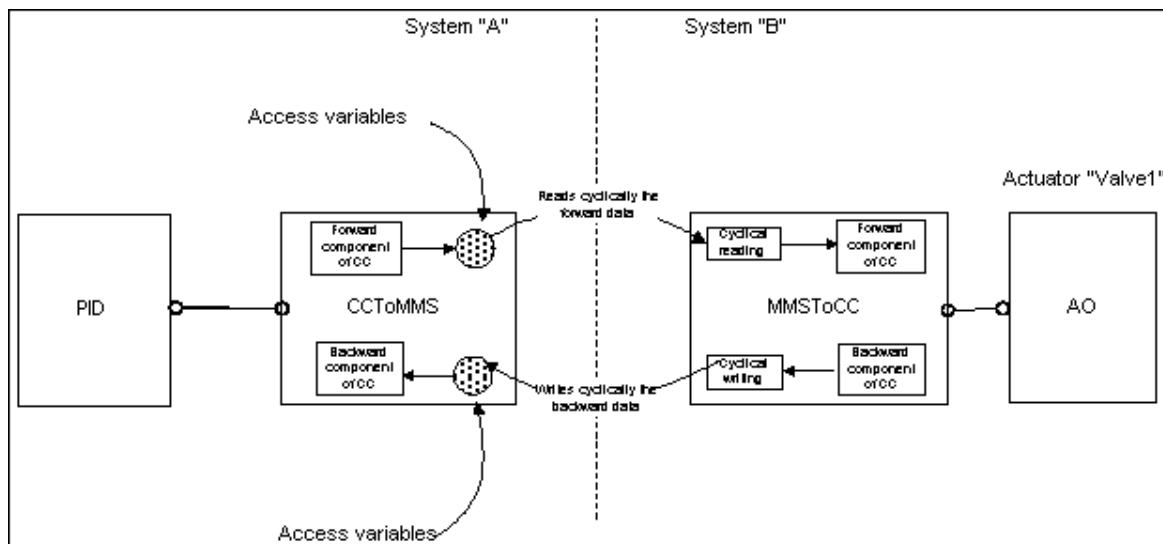 System "A"
System "B"
Access variables
Actuator "Valve1"
Reads cyclically the
forward data
PID
Forward
component
of CC
CCToMMS
Backward
component
of CC
Cyclical
reading
Forward
component
of CC
MMSToCC
Cyclical
writing
Backward
component
of CC
AO
Writes cyclically the
backward data
Access variables